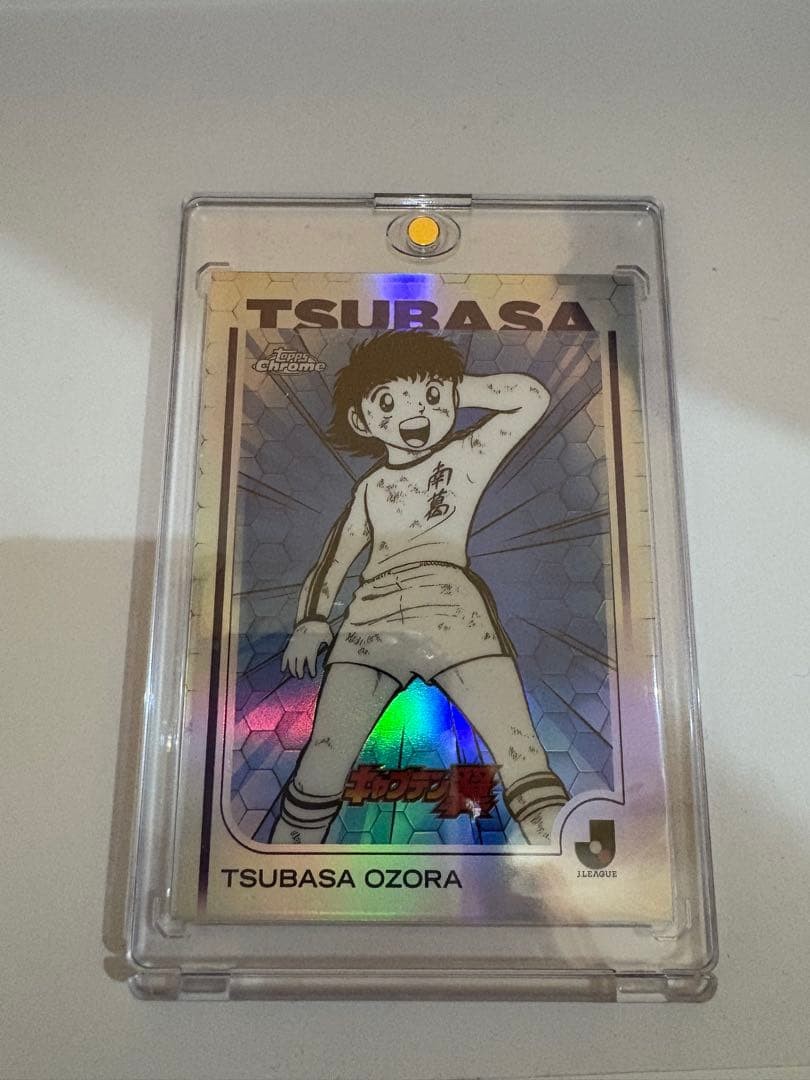 TSUBASA
topps
Chrome
南葛
キャプテン翼
TSUBASA OZORA
J.LEAGUE